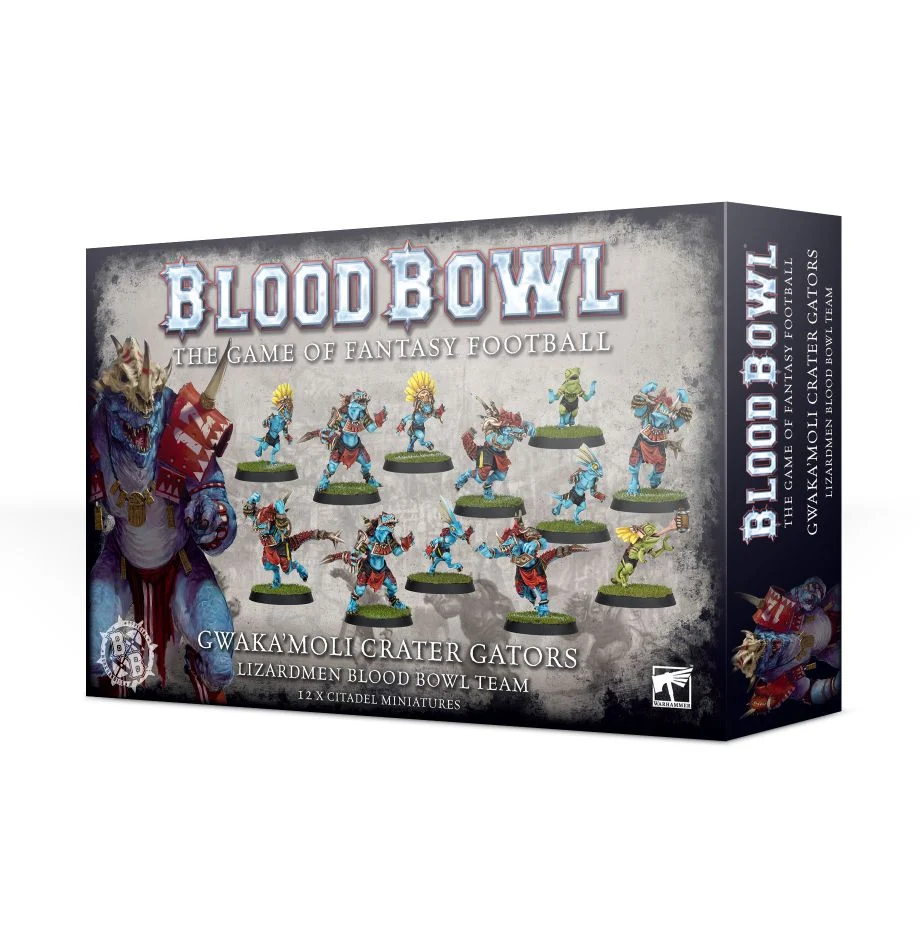 BLOOD BOWL
THE GAME OF FANTASY FOOTBALL
GWAKA'MOLI CRATER GATORS
LIZARDMEN BLOOD BOWL TEAM
12 X CITADEL MINIATURES
BB
WARHAMMER
BLOOD BOWL
THE GAME OF FANTASY FOOTBALL
GWAKA'MOLI CRATER GATORS
LIZARDMEN BLOOD BOWL TEAM